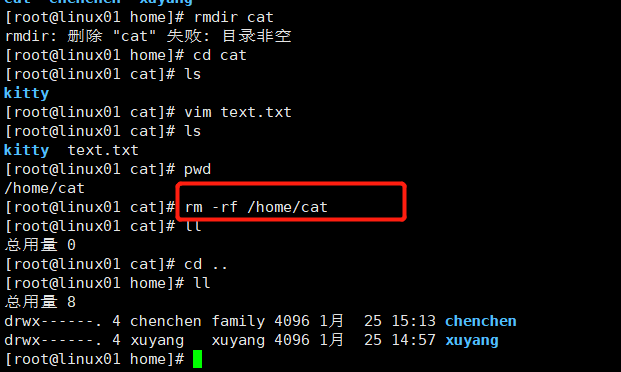 [root@linux01 home]# rmdir cat
rmdir: 删除 "cat" 失败: 目录非空
[root@linux01 home]# cd cat
[root@linux01 cat]# ls
kitty
[root@linux01 cat]# vim text.txt
[root@linux01 cat]# ls
kitty  text.txt
[root@linux01 cat]# pwd
/home/cat
[root@linux01 cat]# rm -rf /home/cat
[root@linux01 cat]# ll
总用量 0
[root@linux01 cat]# cd ..
[root@linux01 home]# ll
总用量 8
drwx------. 4 chenchen family 4096 1月  25 15:13 chenchen
drwx------. 4 xuyang   xuyang 4096 1月  25 14:57 xuyang
[root@linux01 home]#